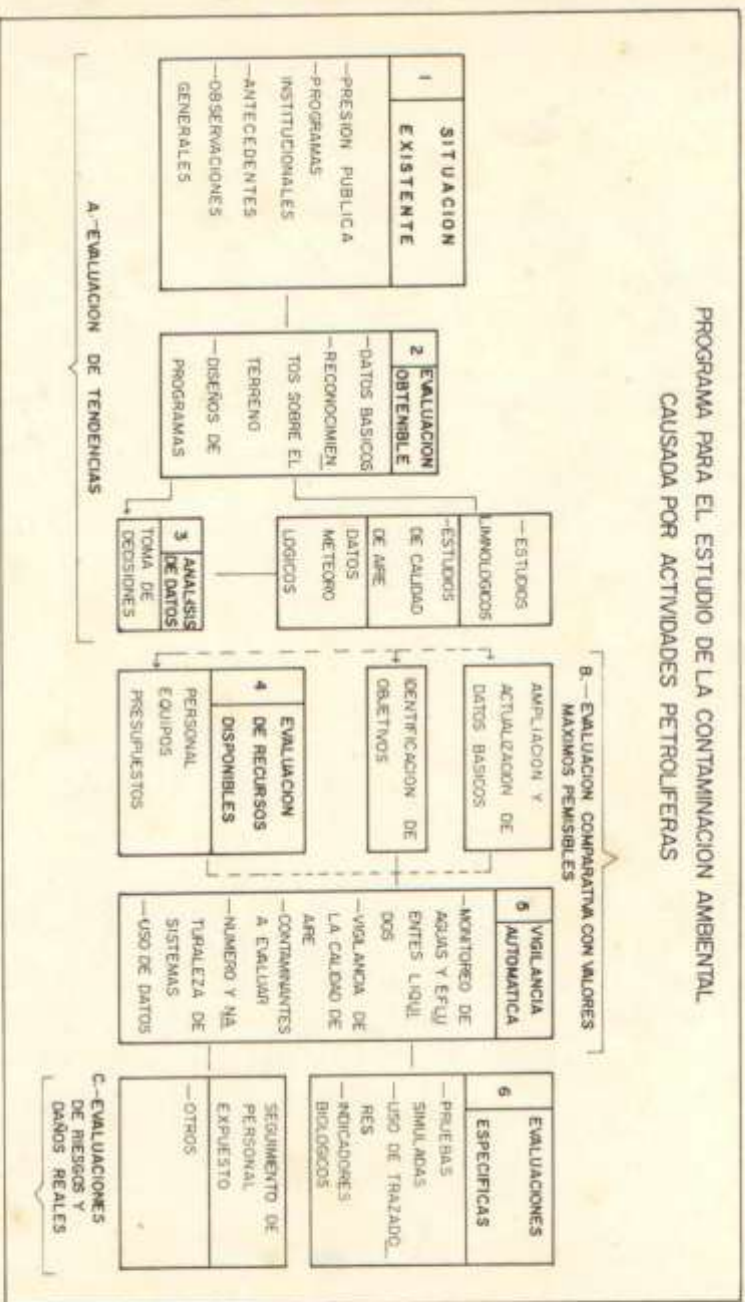 PROGRAMA PARA EL ESTUDIO DE LA CONTAMINACION AMBIENTAL
CAUSADA POR ACTIVIDADES PETROLIFERAS
1
SITUACION
EXISTENTE
—PRESION PUBLICA
—PROGRAMAS
INSTITUCIONALES
—ANTECEDENTES
—OBSERVACIONES
GENERALES
2
EVALUACION
OBTENIBLE
—DATOS BASICOS
—RECONOCIMIEN
TOS SOBRE EL
TERRENO
—DISEÑOS DE
PROGRAMAS
—ESTUDIOS
LIMNOLOGICOS
—ESTUDIOS
DE CALIDAD
DE AIRE
DATOS
METEORO
LOGICOS
3
ANALISIS
DE DATOS
TOMA DE
DECISIONES
A.—EVALUACION DE TENDENCIAS
B.—EVALUACION COMPARATIVA CON VALORES
MAXIMOS PEMISIBLES
AMPLIACION Y
ACTUALIZACION DE
DATOS BASICOS
IDENTIFICACION DE
OBJETIVOS
4
EVALUACION
DE RECURSOS
DISPONIBLES
PERSONAL
EQUIPOS
PRESUPUESTOS
5
VIGILANCIA
AUTOMATICA
—MONITOREO DE
AGUAS Y EFLU
ENTES LIQUI
DOS
—VIGILANCIA DE
LA CALIDAD DE
AIRE
—CONTAMINANTES
A EVALUAR
—NUMERO Y NA
TURALEZA DE
SISTEMAS
—USO DE DATOS
6
EVALUACIONES
ESPECIFICAS
—PRUEBAS
SIMULADAS
—USO DE TRAZADO
RES
—INDICADORES
BIOLOGICOS
SEGUIMIENTO DE
PERSONAL
EXPUESTO
—OTROS
C.—EVALUACIONES
DE RIESGOS Y
DAÑOS REALES